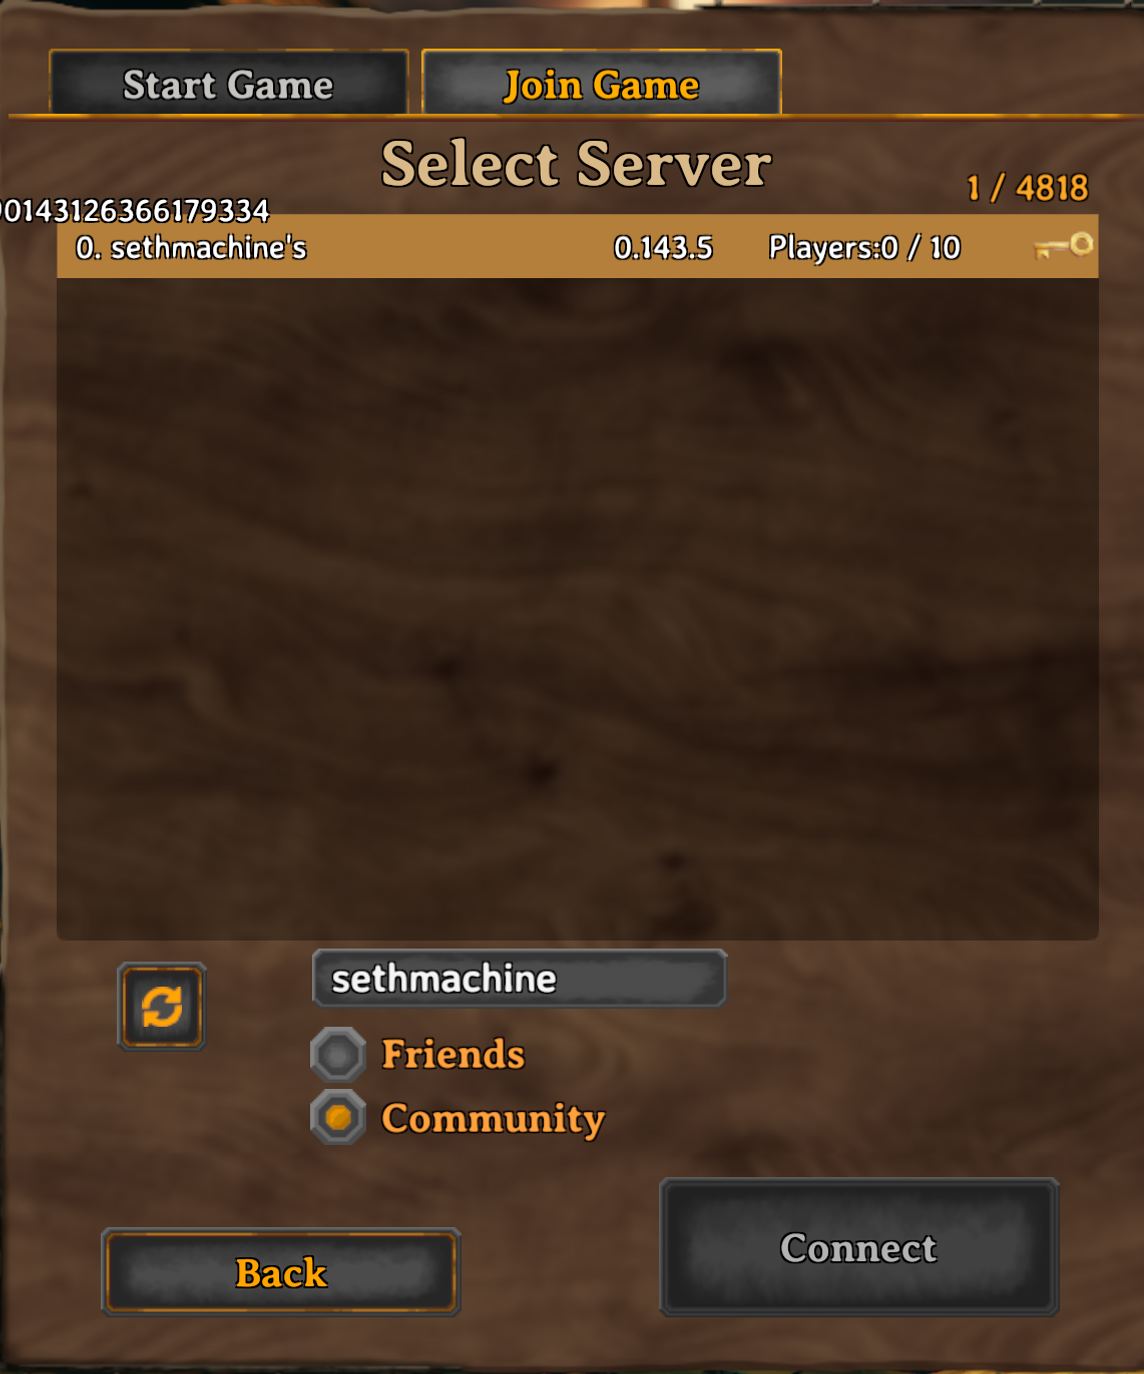 Start Game
Join Game
Select Server
1 / 4818
90143126366179334
0. sethmachine's 0.143.5 Players:0 / 10
sethmachine
Friends
Community
Connect
Back